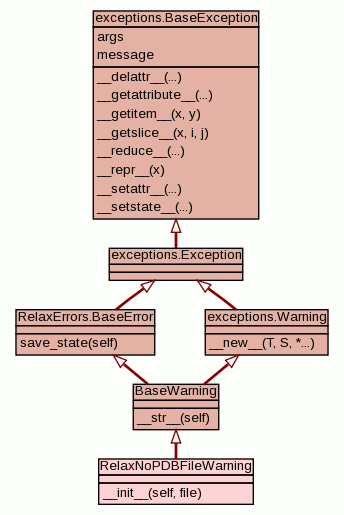 exceptions.BaseException
args
message
__delattr__(...)
__getattribute__(...)
__getitem__(x, y)
__getslice__(x, i, j)
__reduce__(...)
__repr__(x)
__setattr__(...)
__setstate__(...)
exceptions.Exception
RelaxErrors.BaseError
save_state(self)
exceptions.Warning
__new__(T, S, *...)
BaseWarning
__str__(self)
RelaxNoPDBFileWarning
__init__(self, file)